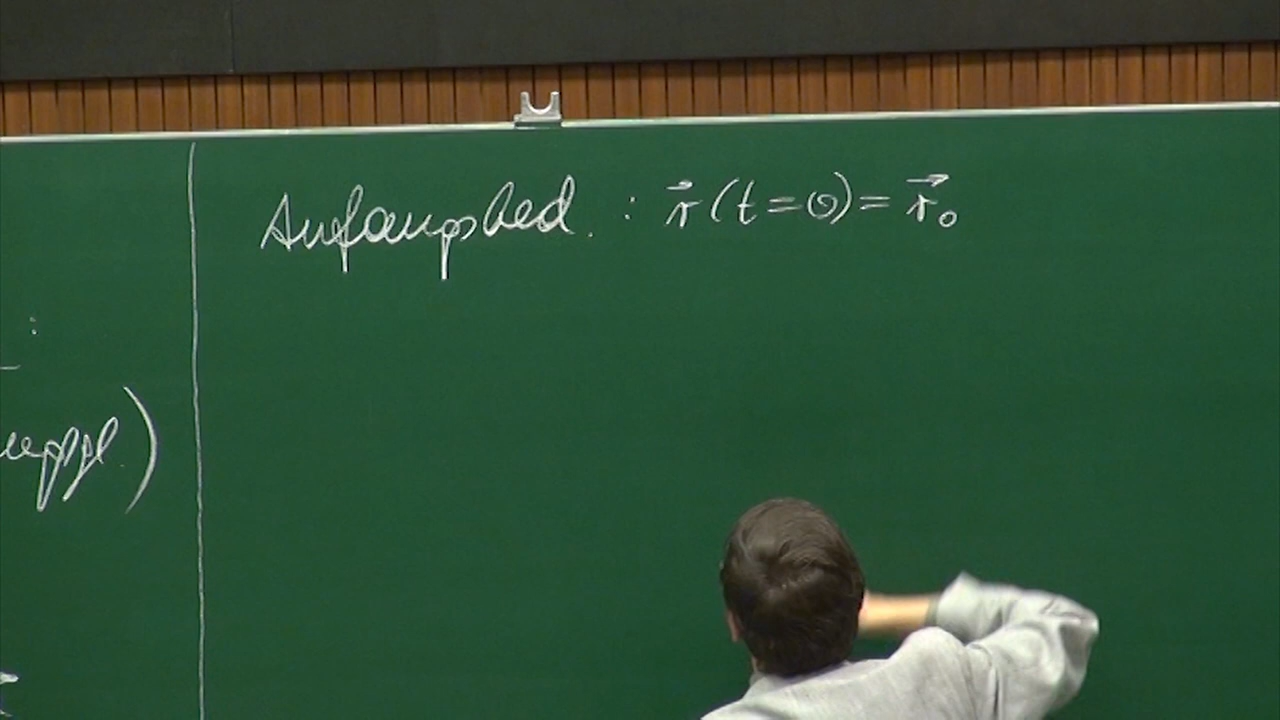 Anfangsbed. : r⃗(t=0)= r⃗₀